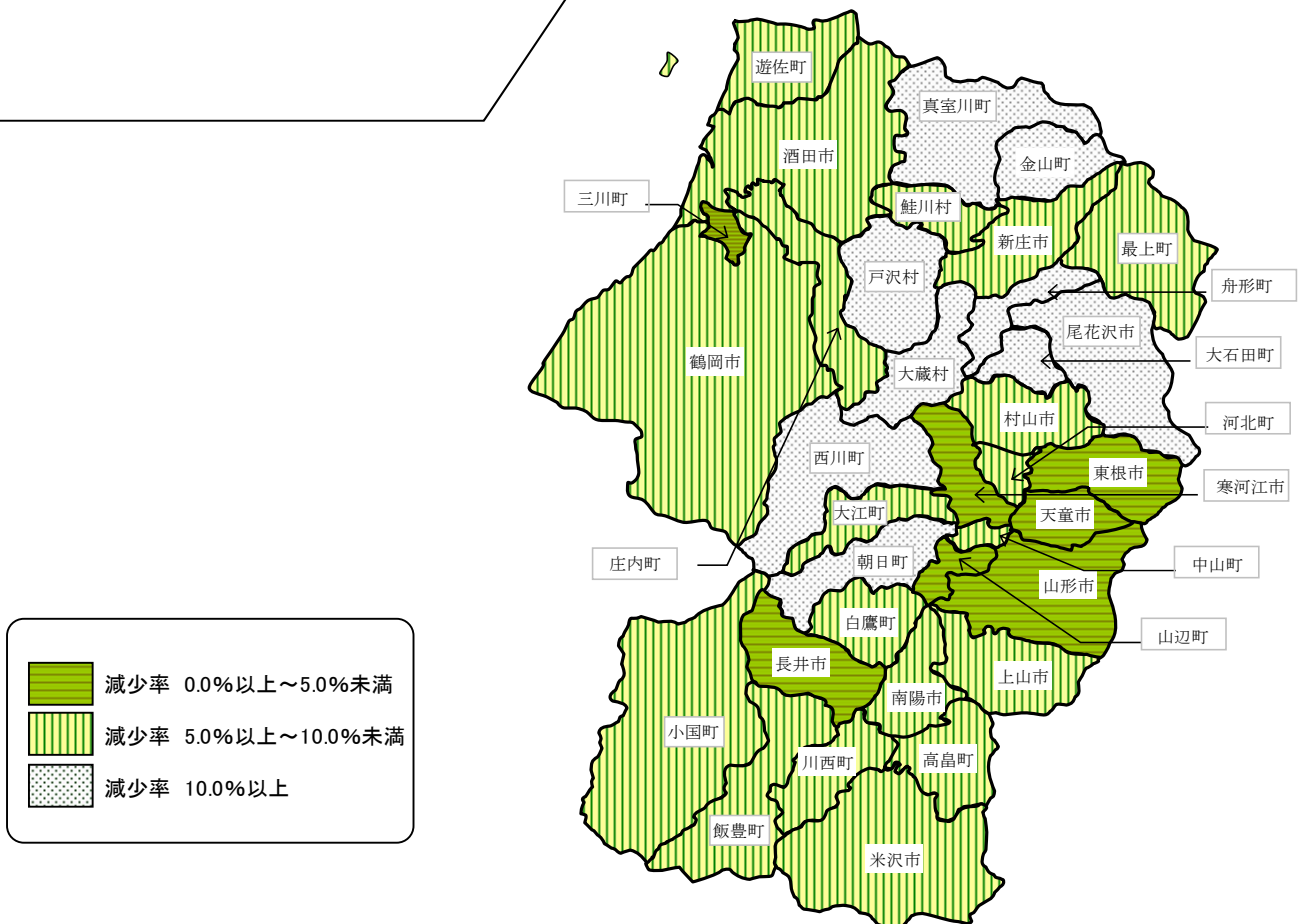 遊佐町
真室川町
酒田市
金山町
三川町
鮭川村
新庄市
最上町
戸沢村
舟形町
尾花沢市
大石田町
鶴岡市
大蔵村
村山市
河北町
西川町
東根市
寒河江市
大江町
天童市
庄内町
朝日町
中山町
山形市
白鷹町
山辺町
長井市
上山市
南陽市
小国町
川西町
高畠町
飯豊町
米沢市
減少率 0.0%以上～5.0%未満
減少率 5.0%以上～10.0%未満
減少率 10.0%以上